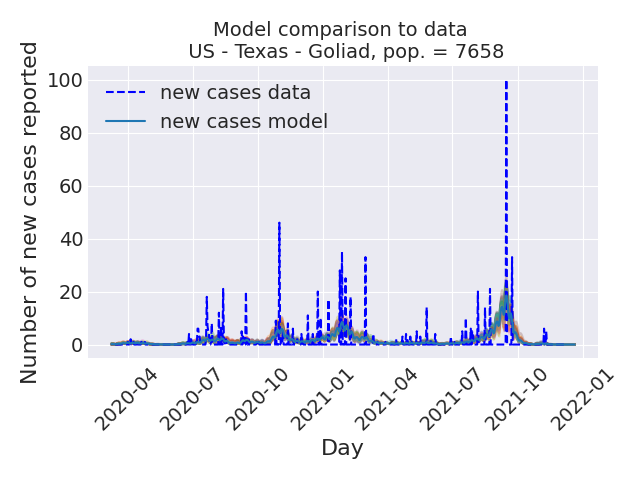 Model comparison to data
US - Texas - Goliad, pop. = 7658
Number of new cases reported
100
80
60
40
20
0
new cases data
new cases model
2020-04
2020-07
2020-10
2021-01
2021-04
2021-07
2021-10
2022-01
Day